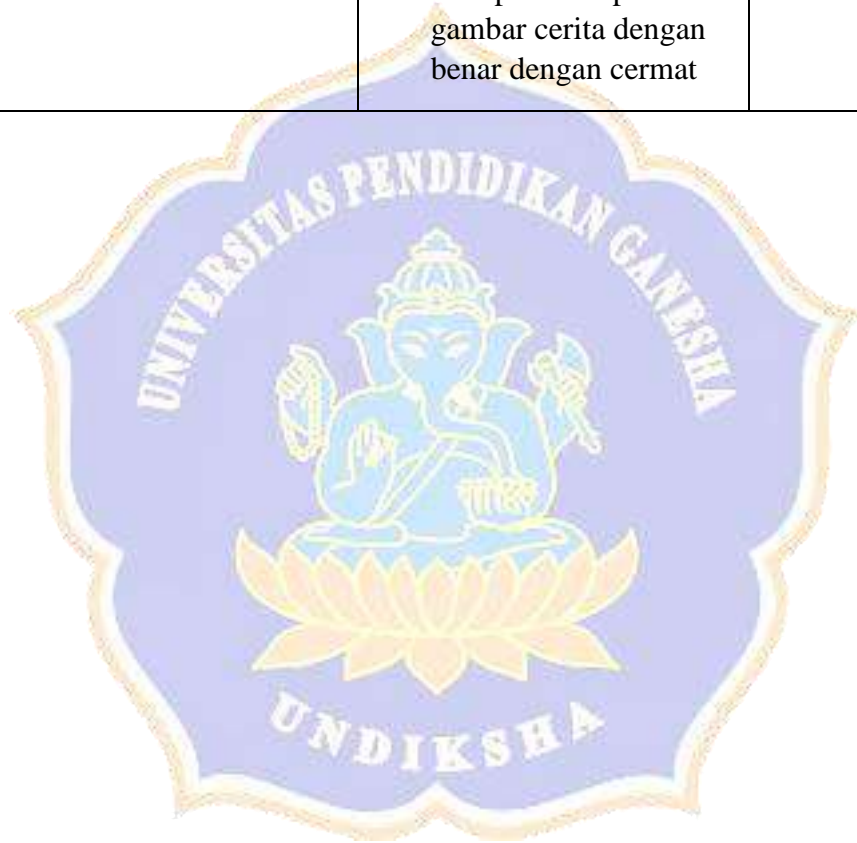 gambar cerita dengan
benar dengan cermat
UNIVERSITAS PENDIDIKAN GANESHA
UNDIKSHA